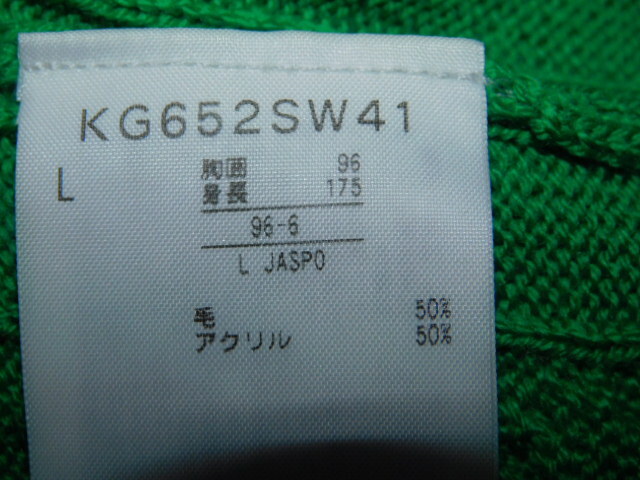 KG652SW41
L
胸囲 96
身長 175
96-6
L JASPO
毛 50%
アクリル 50%